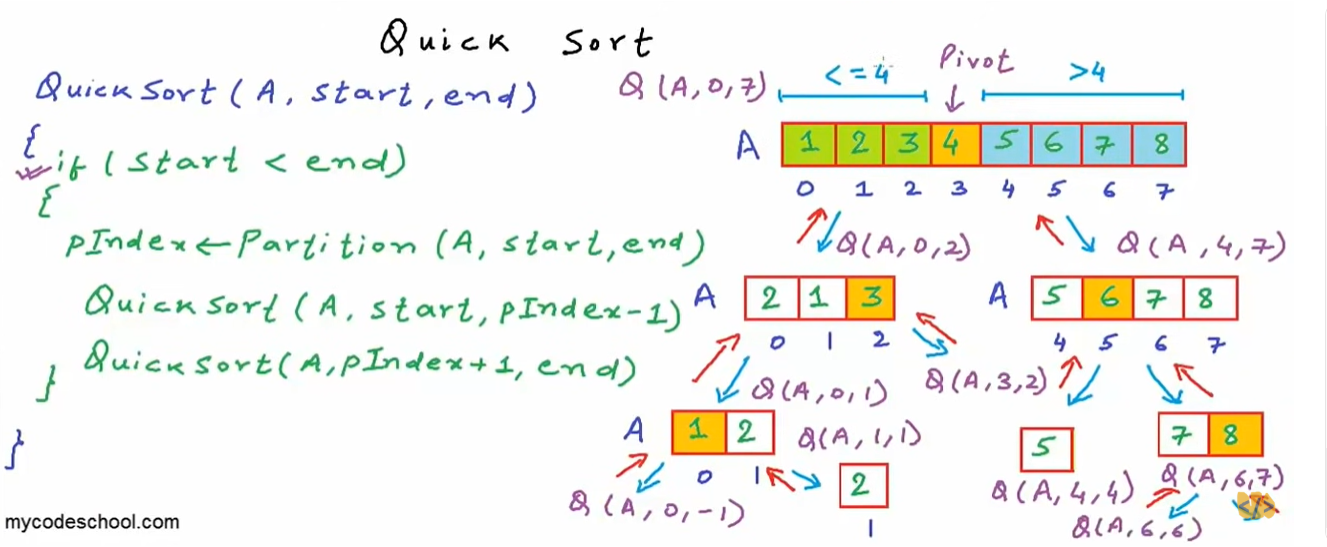 Quick Sort
QuickSort(A, start, end)
{
if (start < end)
{
pIndex ← Partition (A, start, end)
QuickSort (A, start, pIndex-1)
QuickSort(A, pIndex+1, end)
}
}
mycodeschool.com
Q (A, 0, 7)
<=4
Pivot
>4
A 1 2 3 4 5 6 7 8
0 1 2 3 4 5 6 7
Q(A, 0, 2)
Q(A, 4, 7)
A 2 1 3
0 1 2
A 5 6 7 8
4 5 6 7
Q(A, 0, 1)
Q(A, 3, 2)
A 1 2
0 1
Q(A, 1, 1)
5
7 8
2
1
Q(A, 0, -1)
Q(A, 4, 4)
Q(A, 6, 7)
Q(A, 6, 6)